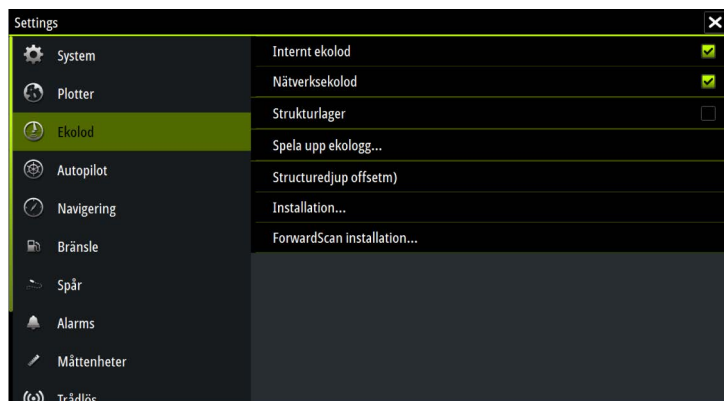 Settings
System
Plotter
Ekolod
Autopilot
Navigering
Bränsle
Spår
Alarms
Måttenheter
Trådlös
Internt ekolod
Nätverksekolod
Strukturlager
Spela upp ekologg...
Structuredjup offsetm)
Installation...
ForwardScan installation...